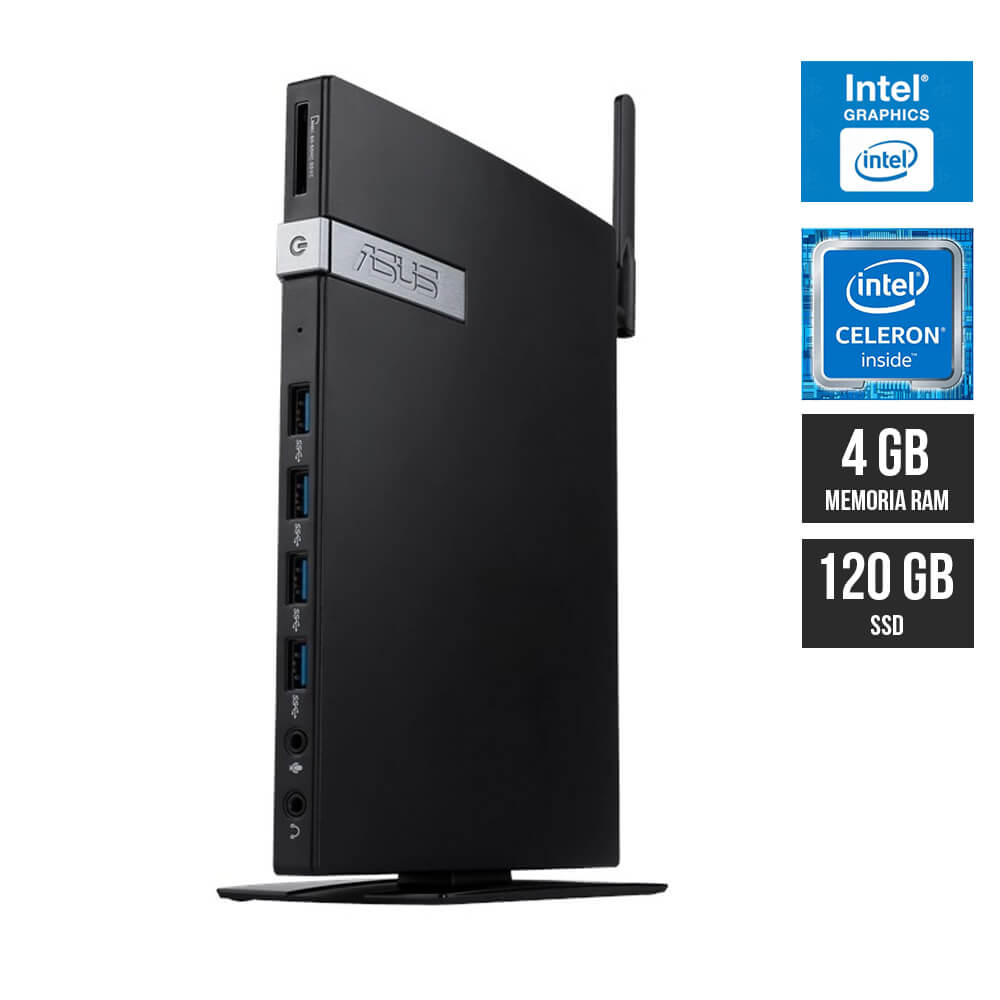 ASUS
Intel®
GRAPHICS
intel
intel
CELERON®
inside™
4 GB
MEMORIA RAM
120 GB
SSD